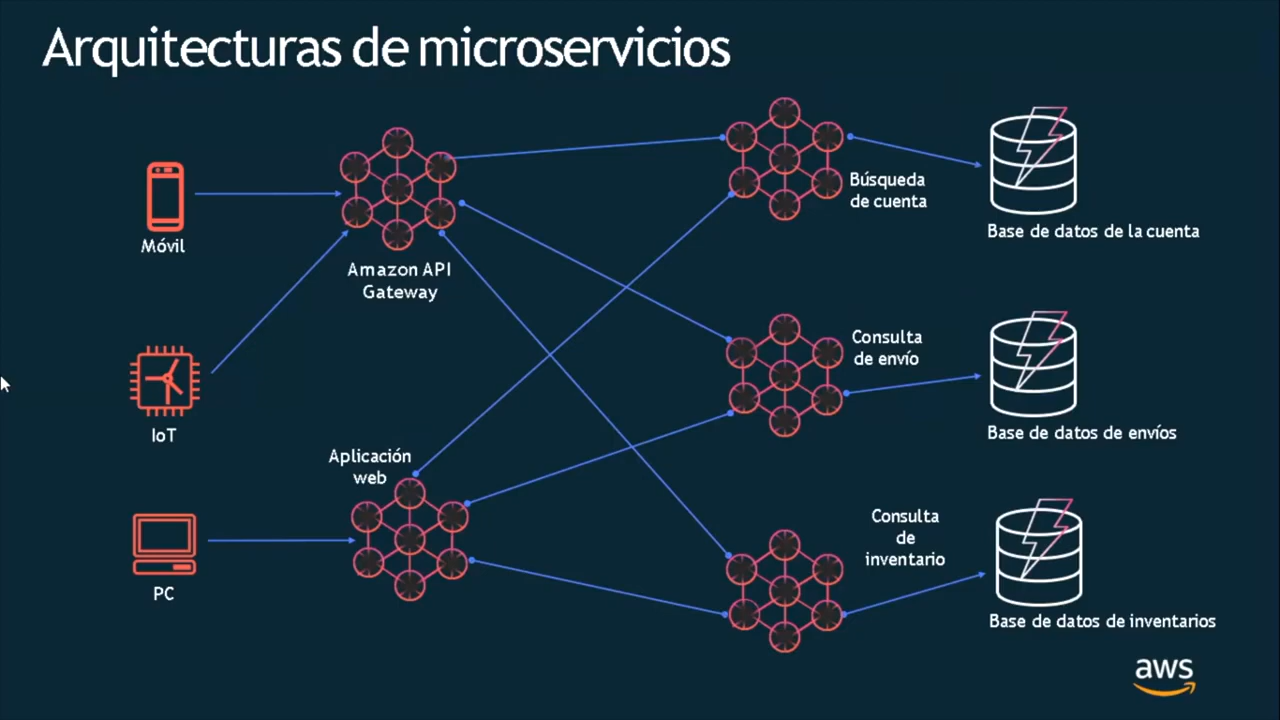 Arquitecturas de microservicios
Móvil
Amazon API
Gateway
Búsqueda
de cuenta
Base de datos de la cuenta
IoT
Consulta
de envío
Base de datos de envíos
Aplicación
web
PC
Consulta
de
inventario
Base de datos de inventarios
aws